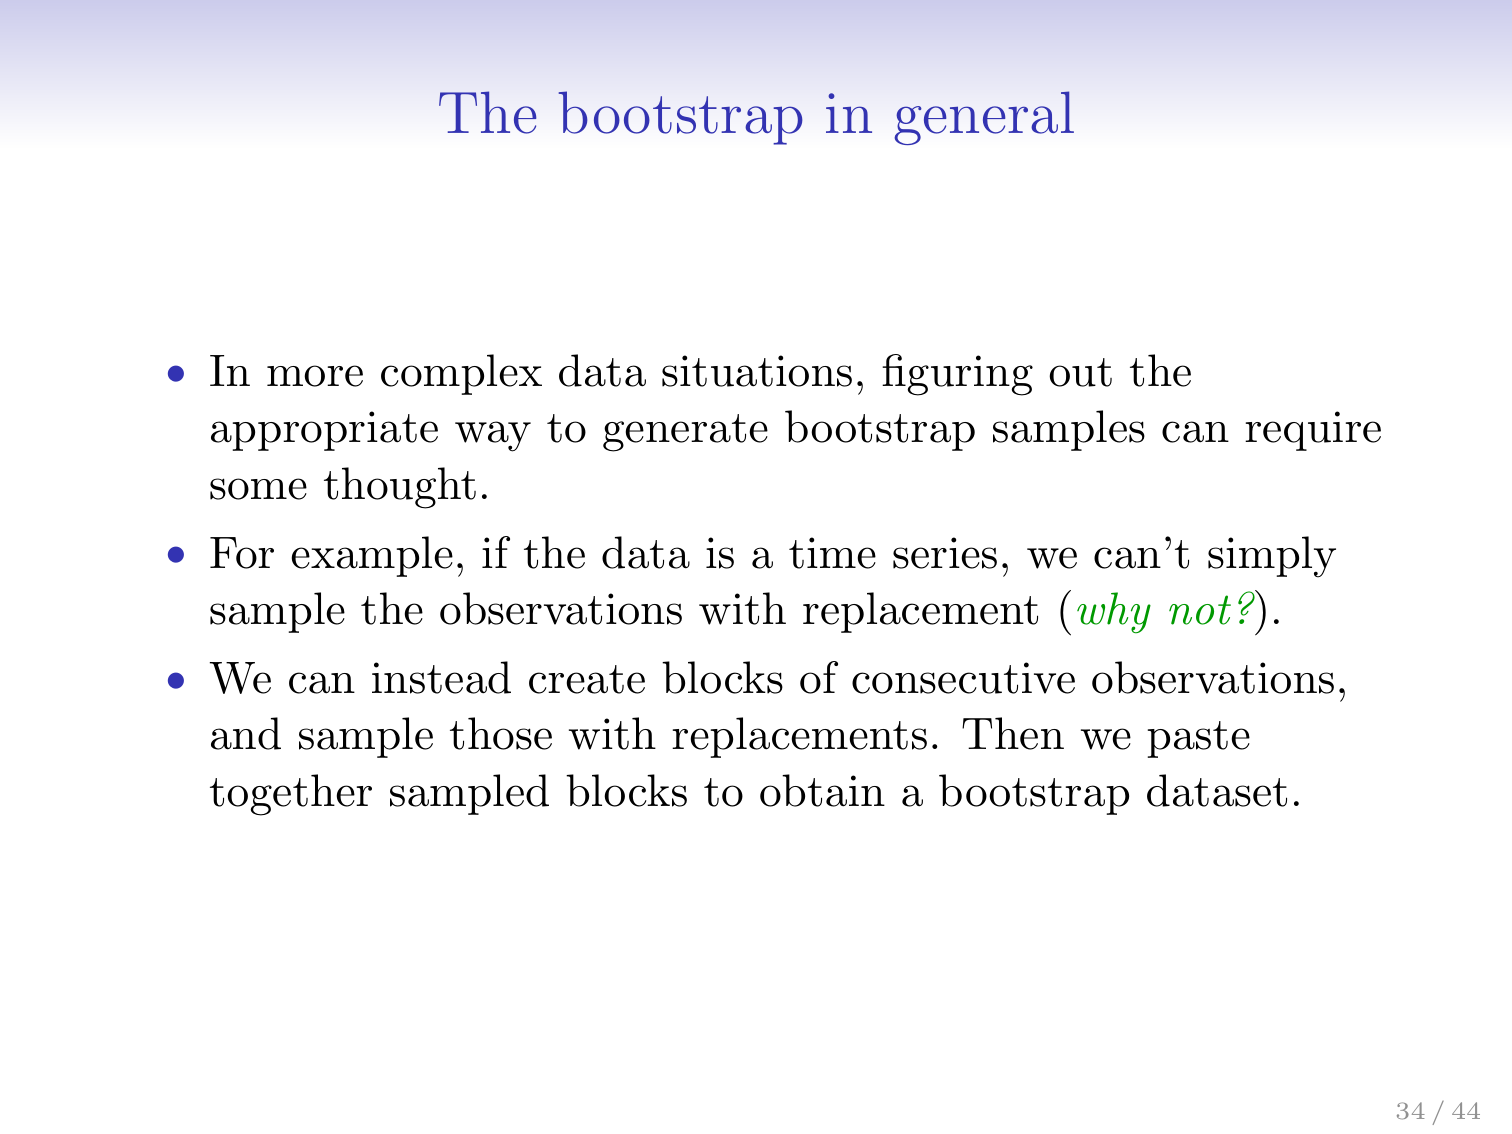 The bootstrap in general
• In more complex data situations, figuring out the
appropriate way to generate bootstrap samples can require
some thought.
• For example, if the data is a time series, we can't simply
sample the observations with replacement (why not?).
• We can instead create blocks of consecutive observations,
and sample those with replacements. Then we paste
together sampled blocks to obtain a bootstrap dataset.
34 / 44